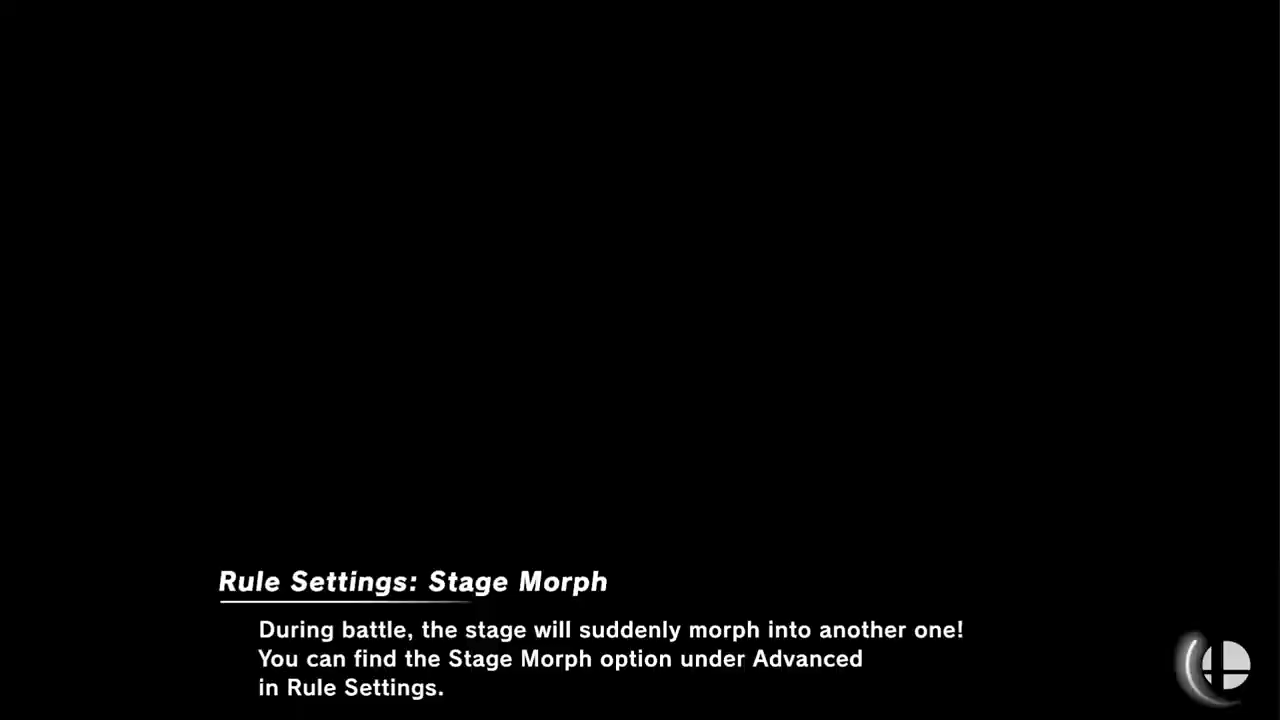 Rule Settings: Stage Morph
During battle, the stage will suddenly morph into another one!
You can find the Stage Morph option under Advanced
in Rule Settings.